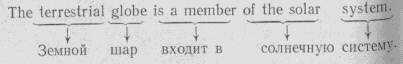 The terrestrial globe is a member of the solar system.
Земной шар входит в солнечную систему.